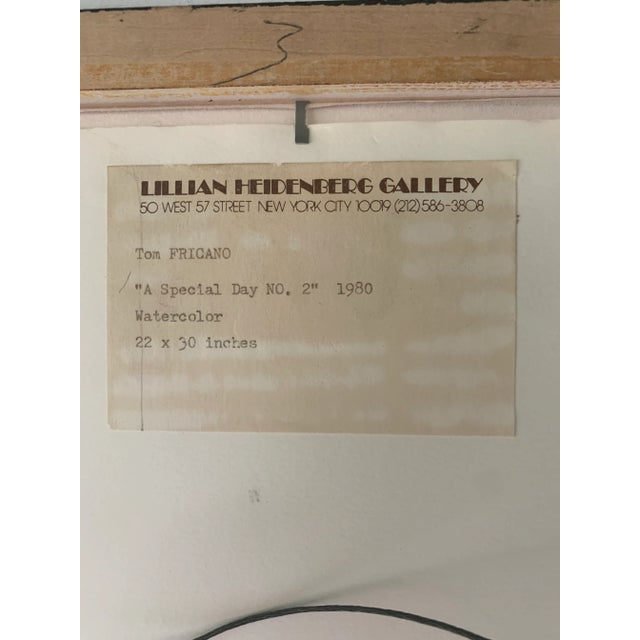 LILLIAN HEIDENBERG GALLERY
50 WEST 57 STREET NEW YORK CITY 10019 (212) 586-3808
Tom FRICANO
"A Special Day NO. 2" 1980
Watercolor
22 x 30 inches